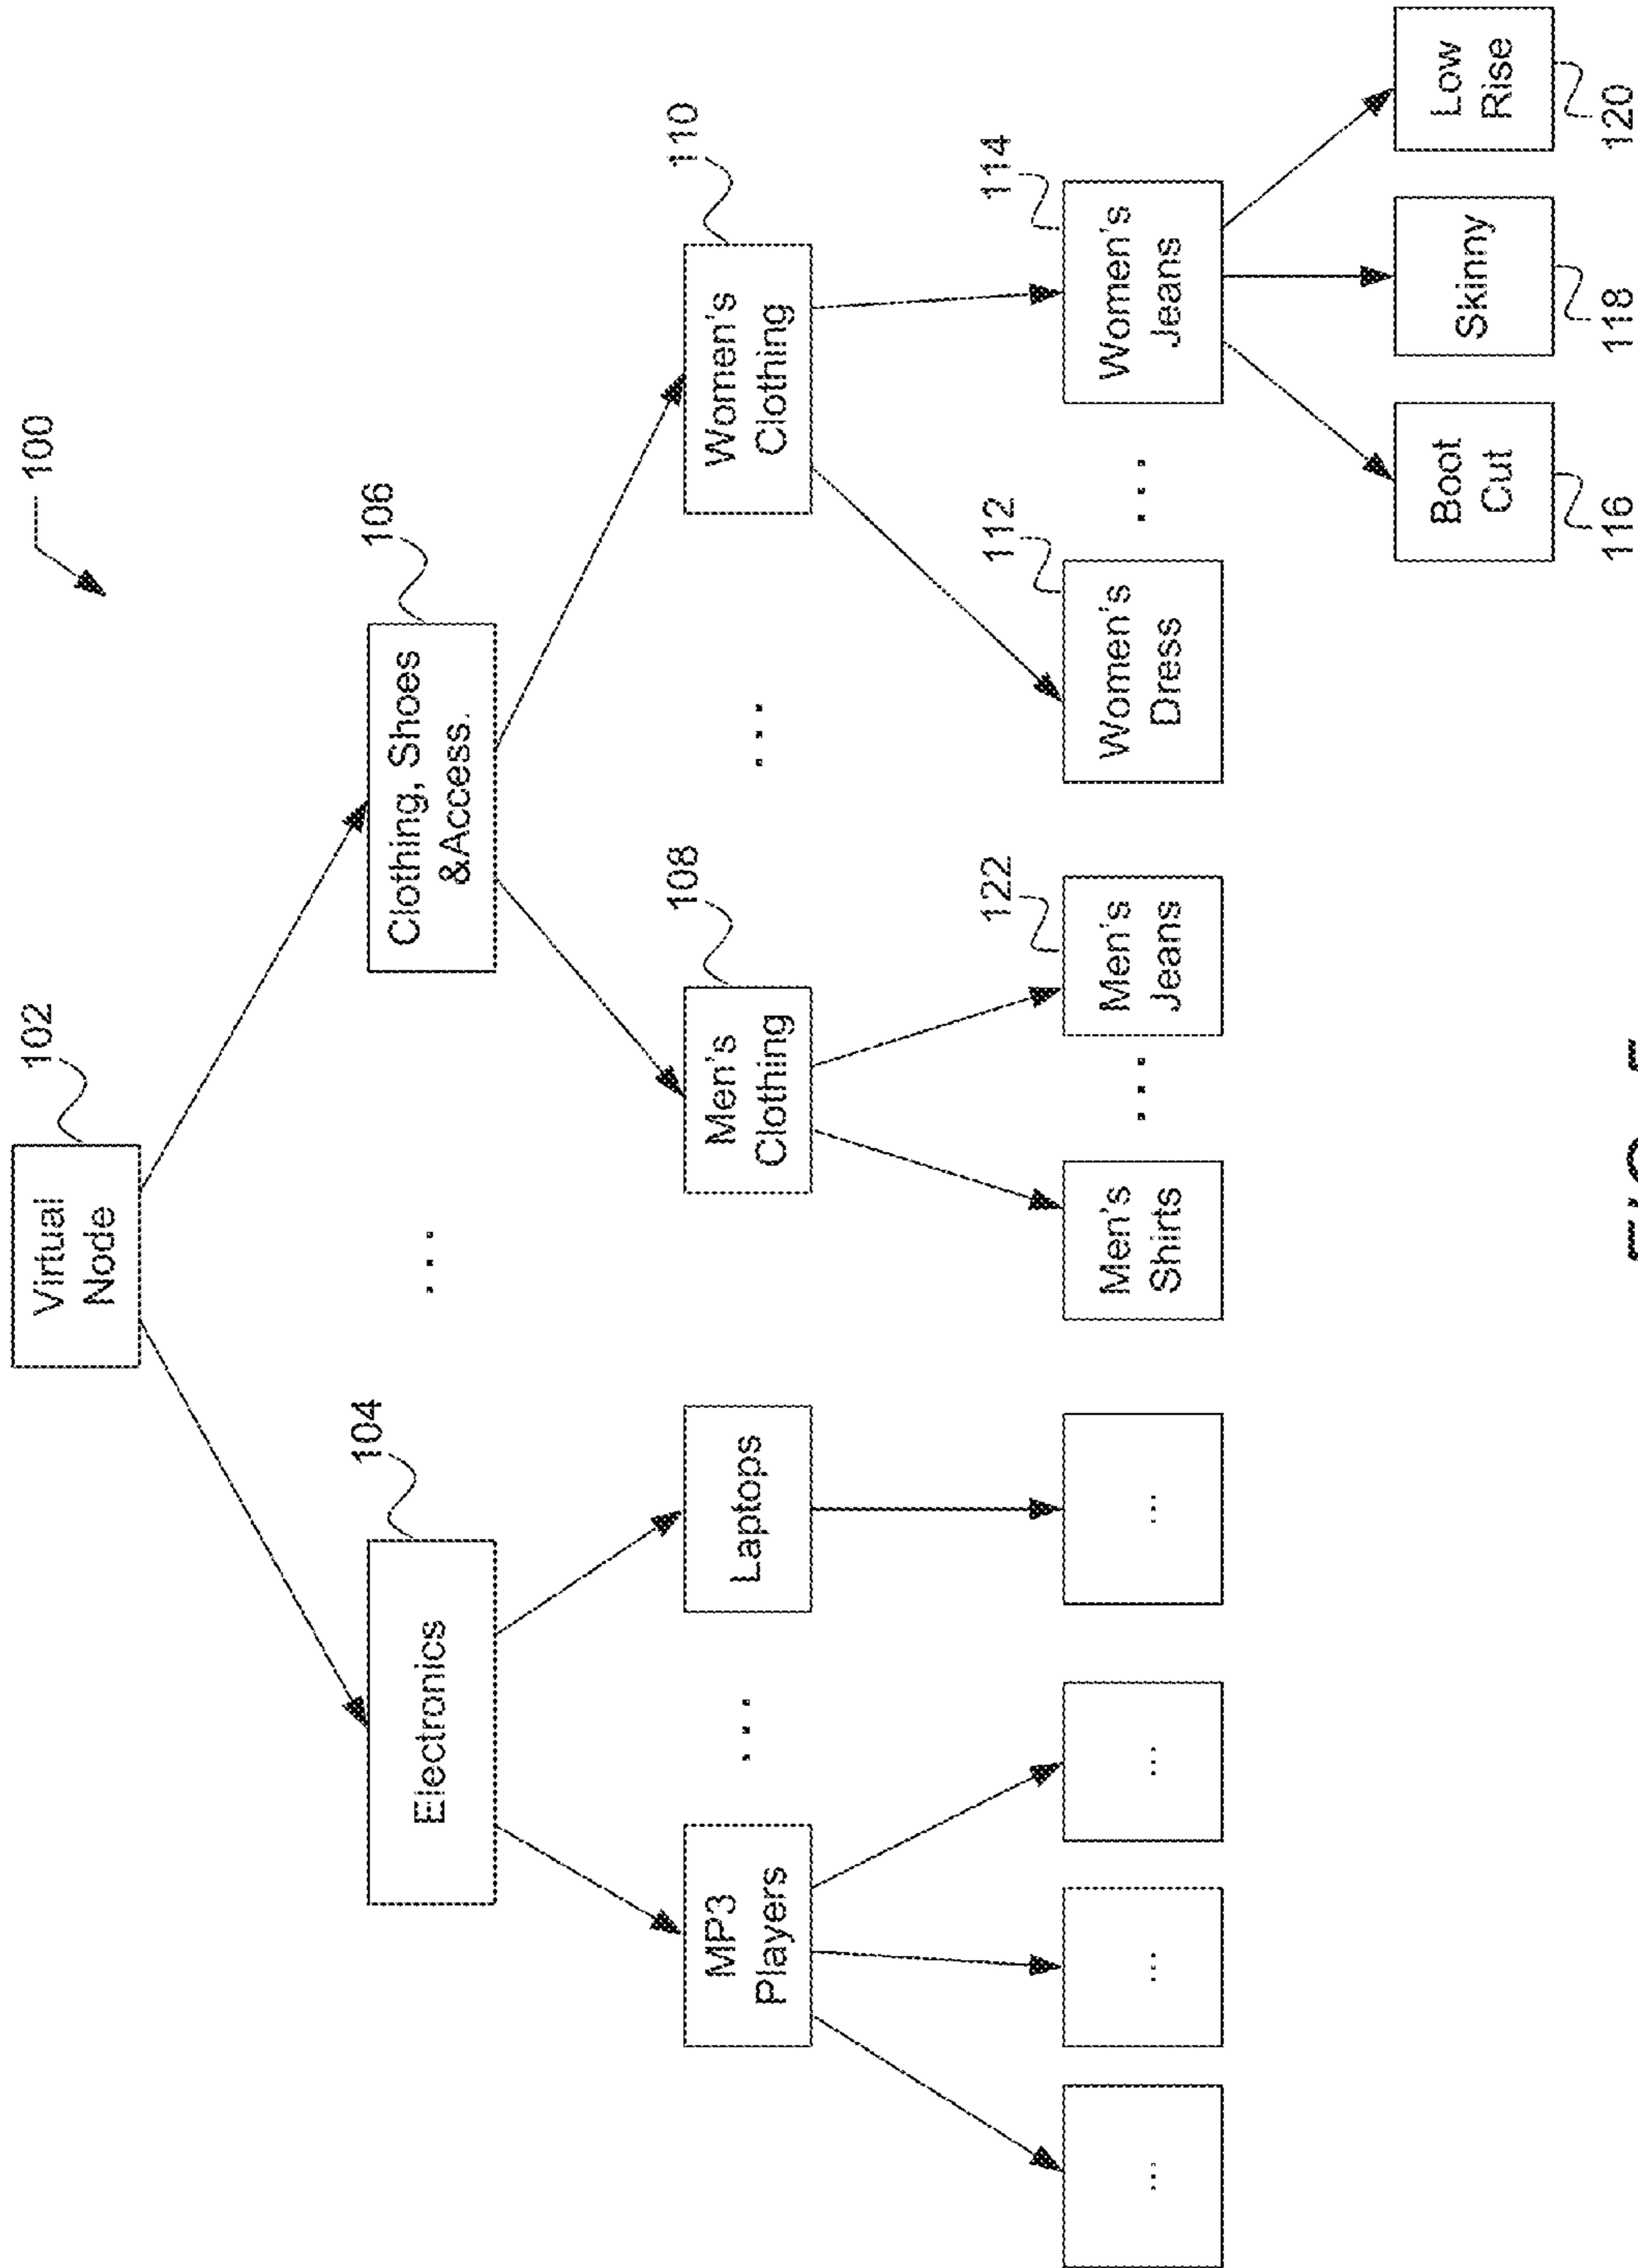 100
Virtual
Node
102
Electronics
104
...
Clothing, Shoes
&Access.
106
MP3
Players
...
Laptops
Men's
Clothing
108
...
Women's
Clothing
110
...
...
...
...
Men's
Shirts
...
Men's
Jeans
122
Women's
Dress
112
...
Women's
Jeans
114
Boot
Cut
116
Skinny
118
Low
Rise
120